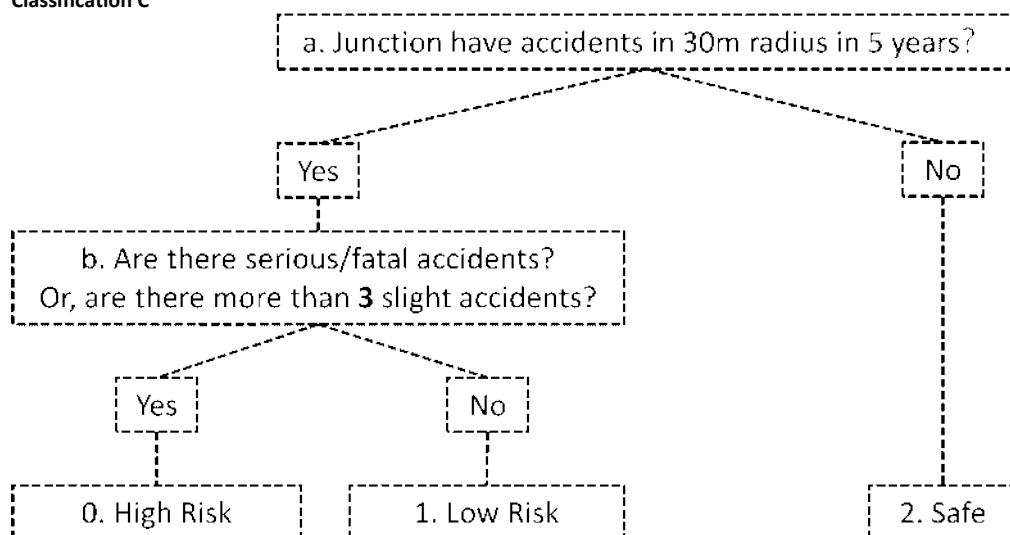 Classification C
a. Junction have accidents in 30m radius in 5 years?
Yes
No
b. Are there serious/fatal accidents?
Or, are there more than 3 slight accidents?
Yes
No
0. High Risk
1. Low Risk
2. Safe